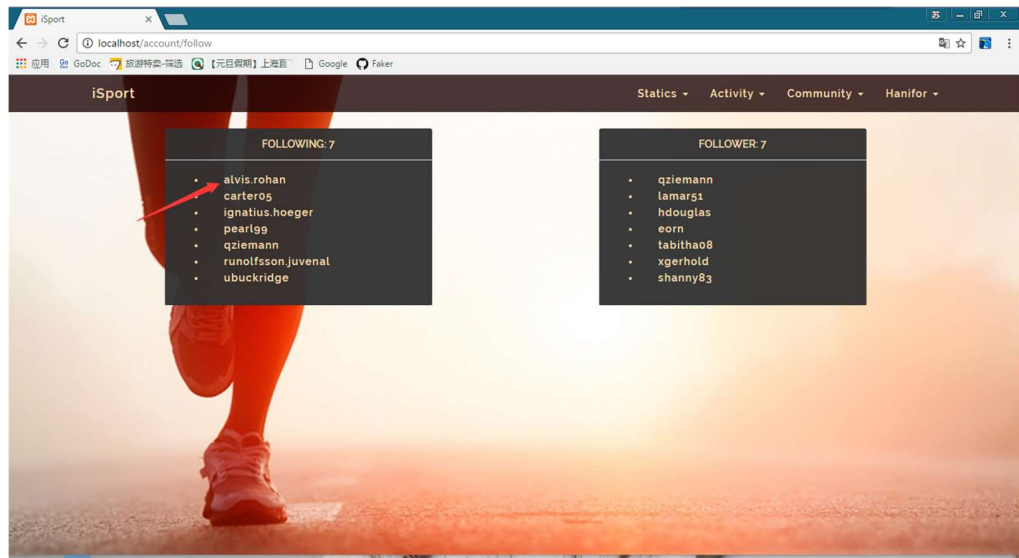 iSport
苏
localhost/account/follow
应用 GoDoc 旅游特卖-筛选 【元旦假期】上海直 Google Faker
iSport Statics Activity Community Hanifor
FOLLOWING: 7
alvis.rohan
carter05
ignatius.hoeger
pearl99
qziemann
runolfsson.juvenal
ubuckridge
FOLLOWER: 7
qziemann
lamar51
hdouglas
eorn
tabitha08
xgerhold
shanny83